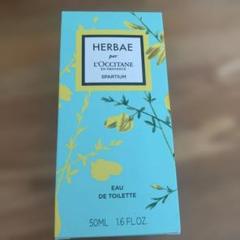 HERBAE
par
L'OCCITANE
EN PROVENCE
SPARTIUM
EAU
DE TOILETTE
50ML 1.6 FL.OZ.